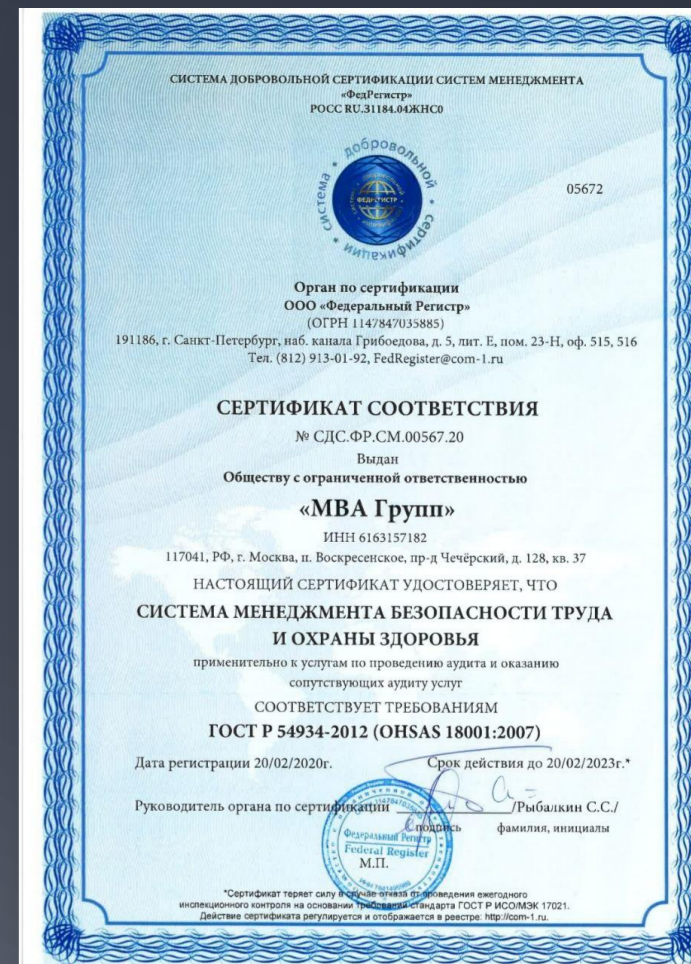 СИСТЕМА ДОБРОВОЛЬНОЙ СЕРТИФИКАЦИИ СИСТЕМ МЕНЕДЖМЕНТА
«ФедРегистр»
РОСС RU.31184.04ЖНС0
система * добровольной * сертификации *
ФЕДРЕГИСТР
05672
Орган по сертификации
ООО «Федеральный Регистр»
(ОГРН 1147847035885)
191186, г. Санкт-Петербург, наб. канала Грибоедова, д. 5, лит. Е, пом. 23-Н, оф. 515, 516
Тел. (812) 913-01-92, FedRegister@com-1.ru
СЕРТИФИКАТ СООТВЕТСТВИЯ
№ СДС.ФР.СМ.00567.20
Выдан
Обществу с ограниченной ответственностью
«МВА Групп»
ИНН 6163157182
117041, РФ, г. Москва, п. Воскресенское, пр-д Чечёрский, д. 128, кв. 37
НАСТОЯЩИЙ СЕРТИФИКАТ УДОСТОВЕРЯЕТ, ЧТО
СИСТЕМА МЕНЕДЖМЕНТА БЕЗОПАСНОСТИ ТРУДА
И ОХРАНЫ ЗДОРОВЬЯ
применительно к услугам по проведению аудита и оказанию
сопутствующих аудиту услуг
СООТВЕТСТВУЕТ ТРЕБОВАНИЯМ
ГОСТ Р 54934-2012 (OHSAS 18001:2007)
Дата регистрации 20/02/2020г. Срок действия до 20/02/2023г.*
Руководитель органа по сертификации /Рыбалкин С.С./
подпись фамилия, инициалы
Федеральный Регистр
Federal Register
М.П.
*Сертификат теряет силу в случае отказа от проведения ежегодного
инспекционного контроля на основании требований стандарта ГОСТ Р ИСО/МЭК 17021.
Действие сертификата регулируется и отображается в реестре: http://com-1.ru.